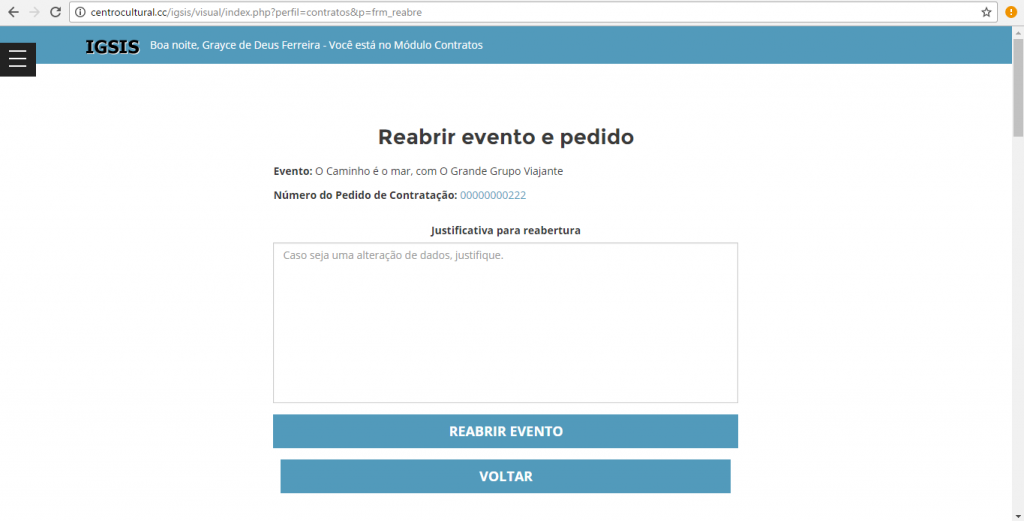 centrocultural.cc/igsis/visual/index.php?perfil=contratos&p=frm_reabre
IGSIS Boa noite, Grayce de Deus Ferreira - Você está no Módulo Contratos
Reabrir evento e pedido
Evento: O Caminho é o mar, com O Grande Grupo Viajante
Número do Pedido de Contratação: 00000000222
Justificativa para reabertura
Caso seja uma alteração de dados, justifique.
REABRIR EVENTO
VOLTAR